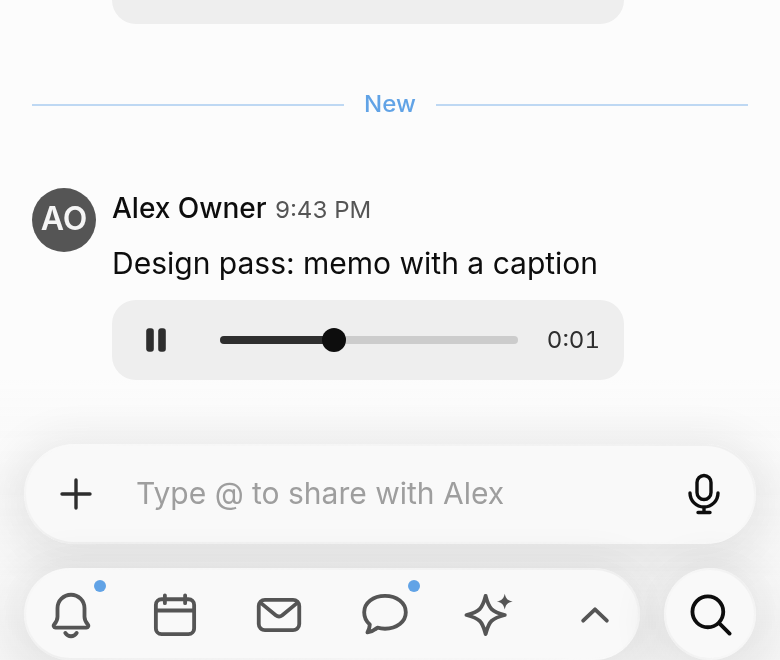 New
AO
Alex Owner 9:43 PM
Design pass: memo with a caption
0:01
Type @ to share with Alex